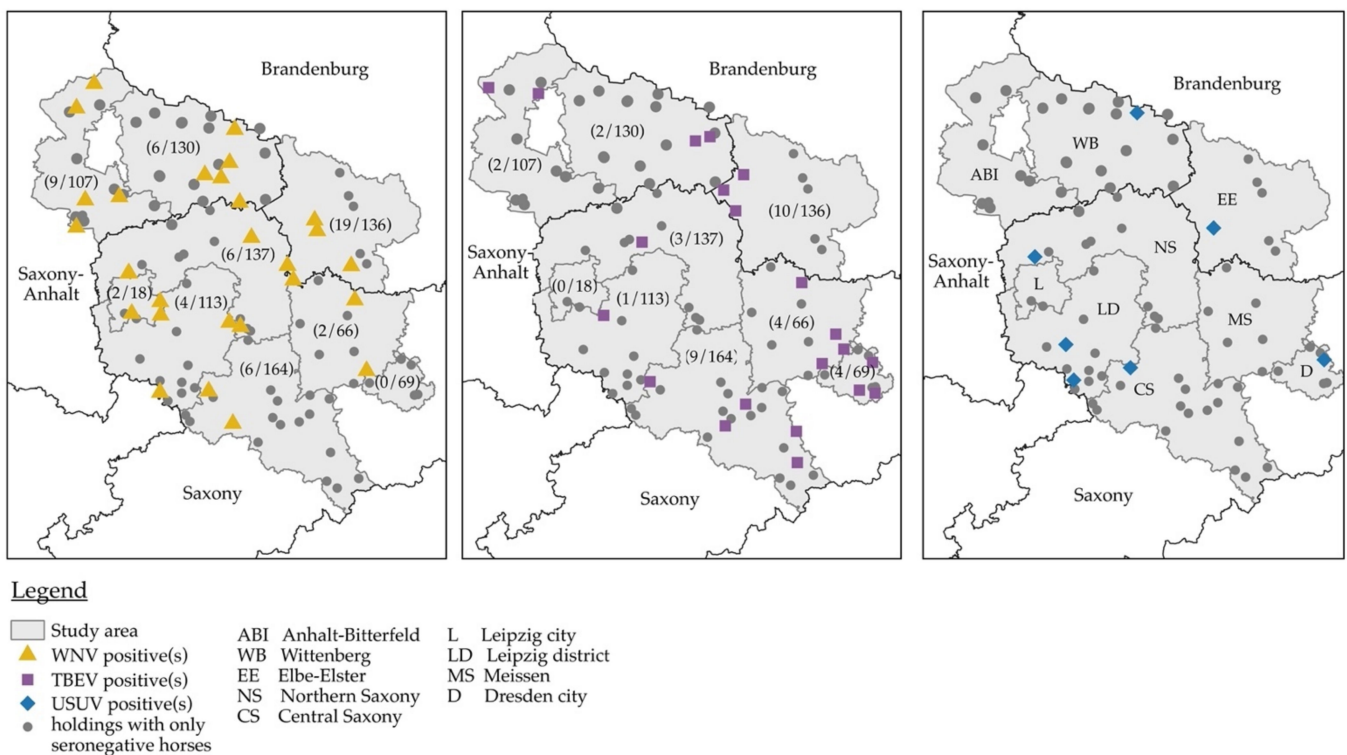 Brandenburg
(6/130)
(9/107)
(19/136)
(6/137)
Saxony-
Anhalt
(2/18)
(4/113)
(2/66)
(6/164)
(0/69)
Saxony
Brandenburg
(2/130)
(2/107)
(10/136)
(3/137)
Saxony-
Anhalt
(0/18)
(1/113)
(4/66)
(9/164)
(4/69)
Saxony
Brandenburg
WB
ABI
EE
NS
Saxony-
Anhalt
L
LD
MS
D
CS
Saxony
Legend
Study area
WNV positive(s)
TBEV positive(s)
USUV positive(s)
holdings with only
seronegative horses
ABI Anhalt-Bitterfeld
WB Wittenberg
EE Elbe-Elster
NS Northern Saxony
CS Central Saxony
L Leipzig city
LD Leipzig district
MS Meissen
D Dresden city